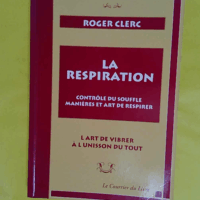 ROGER CLERC
LA
RESPIRATION
CONTRÔLE DU SOUFFLE
MANIÈRES ET ART DE RESPIRER
L'ART DE VIBRER
À L'UNISSON DU TOUT
Le Courrier du Livre